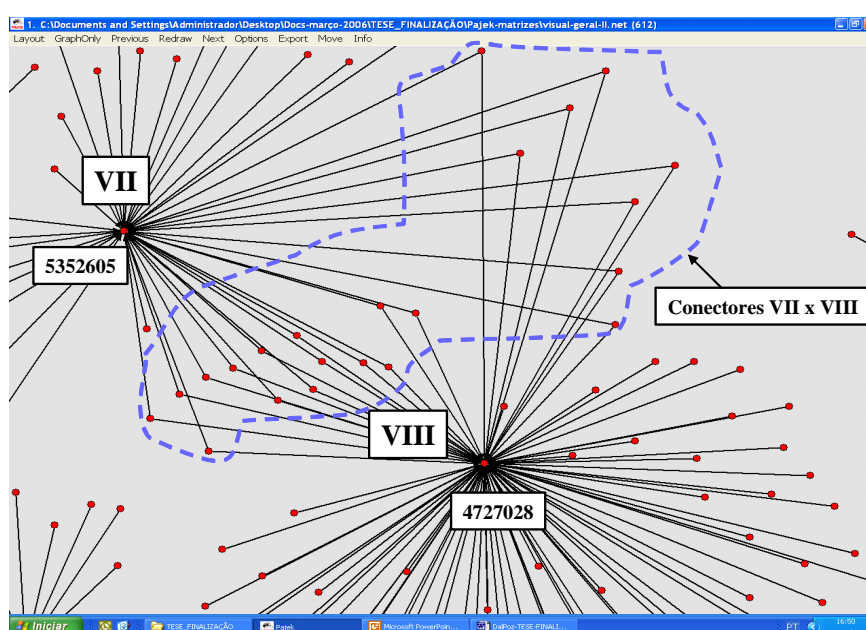 1. C:\Documents and Settings\Administrador\Desktop\Docs-março-2006\TESE_FINALIZAÇÃO\Pajek-matrizes\visual-geral-II.net (612)
Layout GraphOnly Previous Redraw Next Options Export Move Info
VII
5352605
Conectores VII x VIII
VIII
4727028
Iniciar TESE_FINALIZAÇÃO Pajek Microsoft PowerPoin... DalPoz-TESE-FINALI... PT 16:50